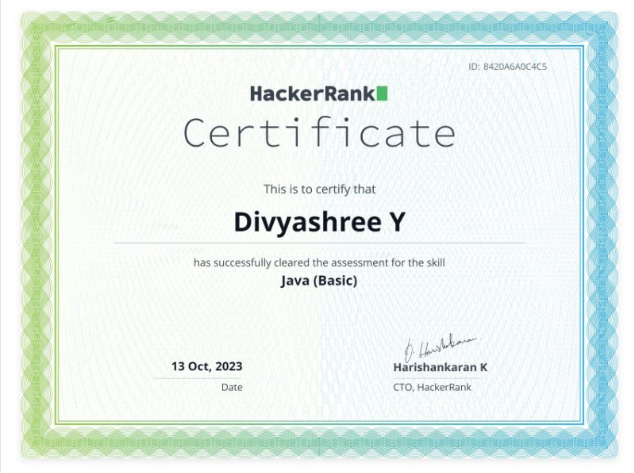 ID: 8420A6A0C4C5
HackerRank
Certificate
This is to certify that
Divyashree Y
has successfully cleared the assessment for the skill
Java (Basic)
13 Oct, 2023
Date
Harishankaran K
CTO, HackerRank